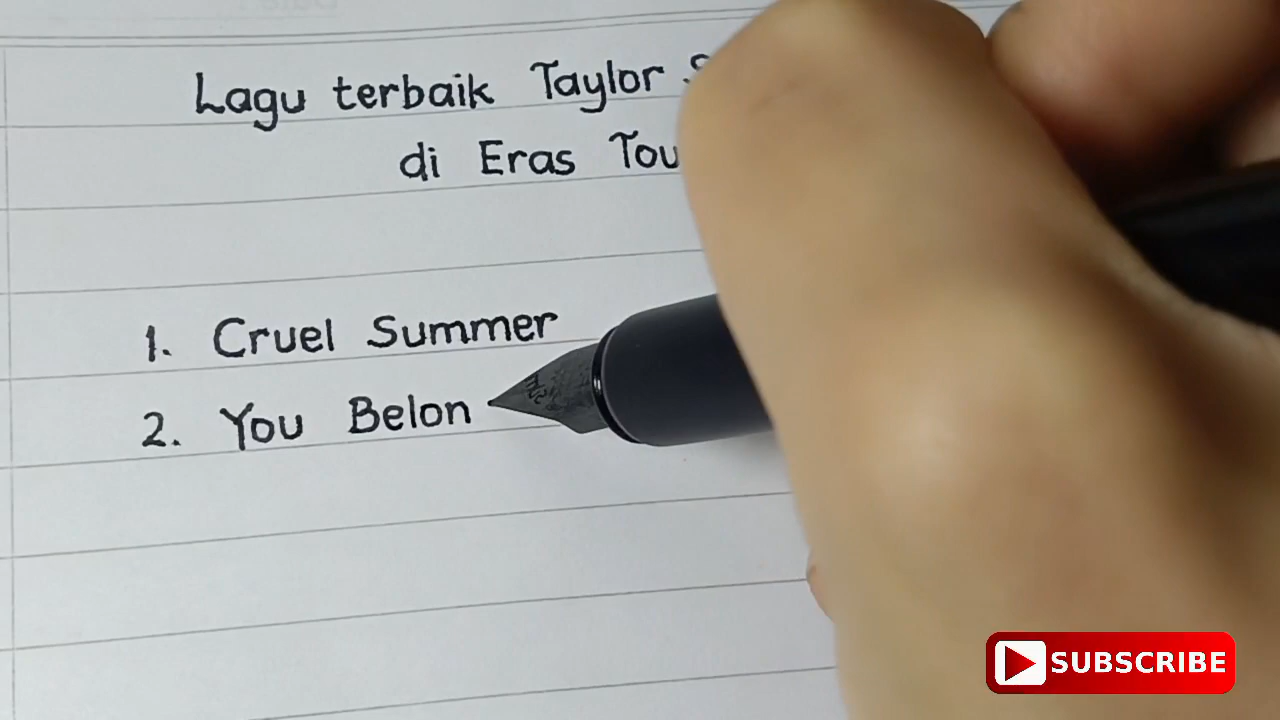 Lagu terbaik Taylor
di Eras Tou
1. Cruel Summer
2. You Belon
SUBSCRIBE